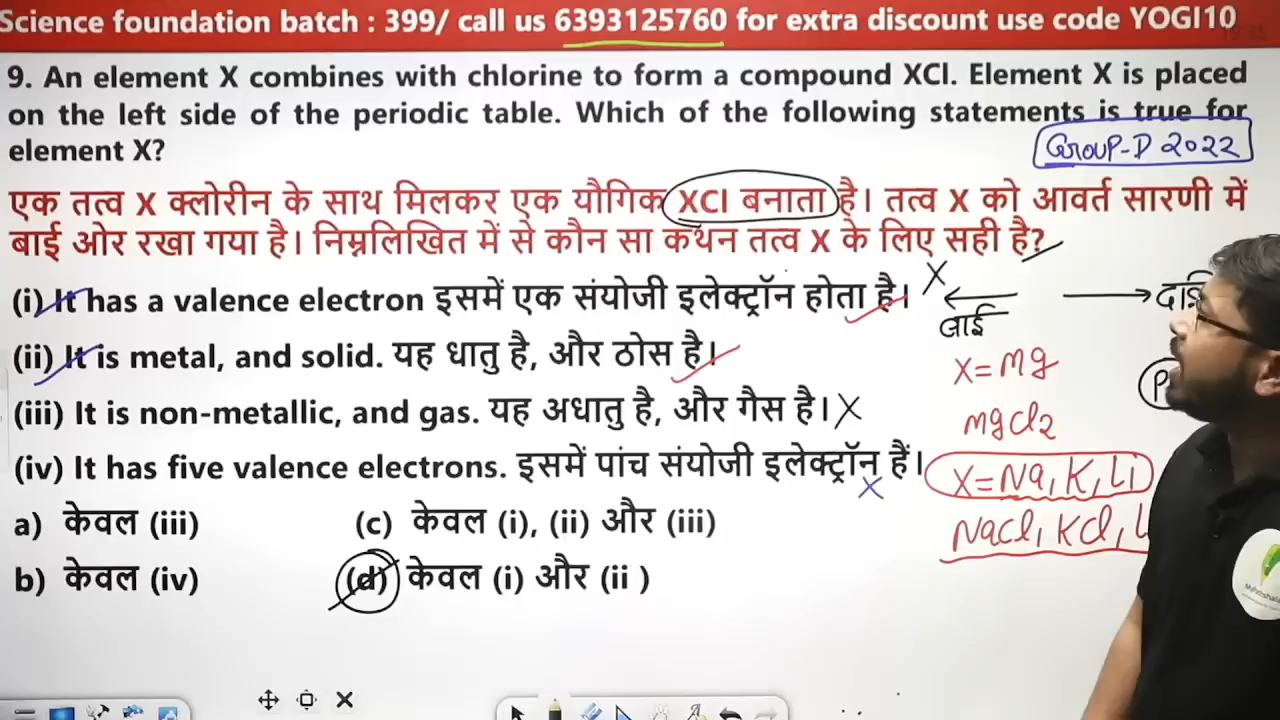 Science foundation batch : 399/ call us 6393125760 for extra discount use code YOGI10
9. An element X combines with chlorine to form a compound XCl. Element X is placed
on the left side of the periodic table. Which of the following statements is true for
element X?
GROUP-D 2022
एक तत्व X क्लोरीन के साथ मिलकर एक यौगिक XCl बनाता है। तत्व X को आवर्त सारणी में
बाई ओर रखा गया है। निम्नलिखित में से कौन सा कथन तत्व X के लिए सही है?
(i) It has a valence electron इसमें एक संयोजी इलेक्ट्रॉन होता है।
X
बाई
(ii) It is metal, and solid. यह धातु है, और ठोस है।
X=Mg
(iii) It is non-metallic, and gas. यह अधातु है, और गैस है। X
MgCl2
(iv) It has five valence electrons. इसमें पांच संयोजी इलेक्ट्रॉन हैं।
X
X=Na, K, Li
a) केवल (iii) (c) केवल (i), (ii) और (iii)
NaCl, KCl,
b) केवल (iv) (d) केवल (i) और (ii )